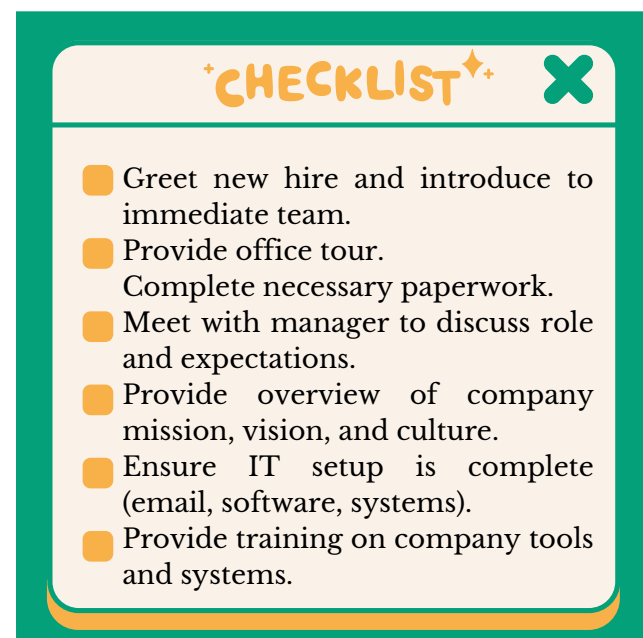 CHECKLIST
Greet new hire and introduce to
immediate team.
Provide office tour.
Complete necessary paperwork.
Meet with manager to discuss role
and expectations.
Provide overview of company
mission, vision, and culture.
Ensure IT setup is complete
(email, software, systems).
Provide training on company tools
and systems.